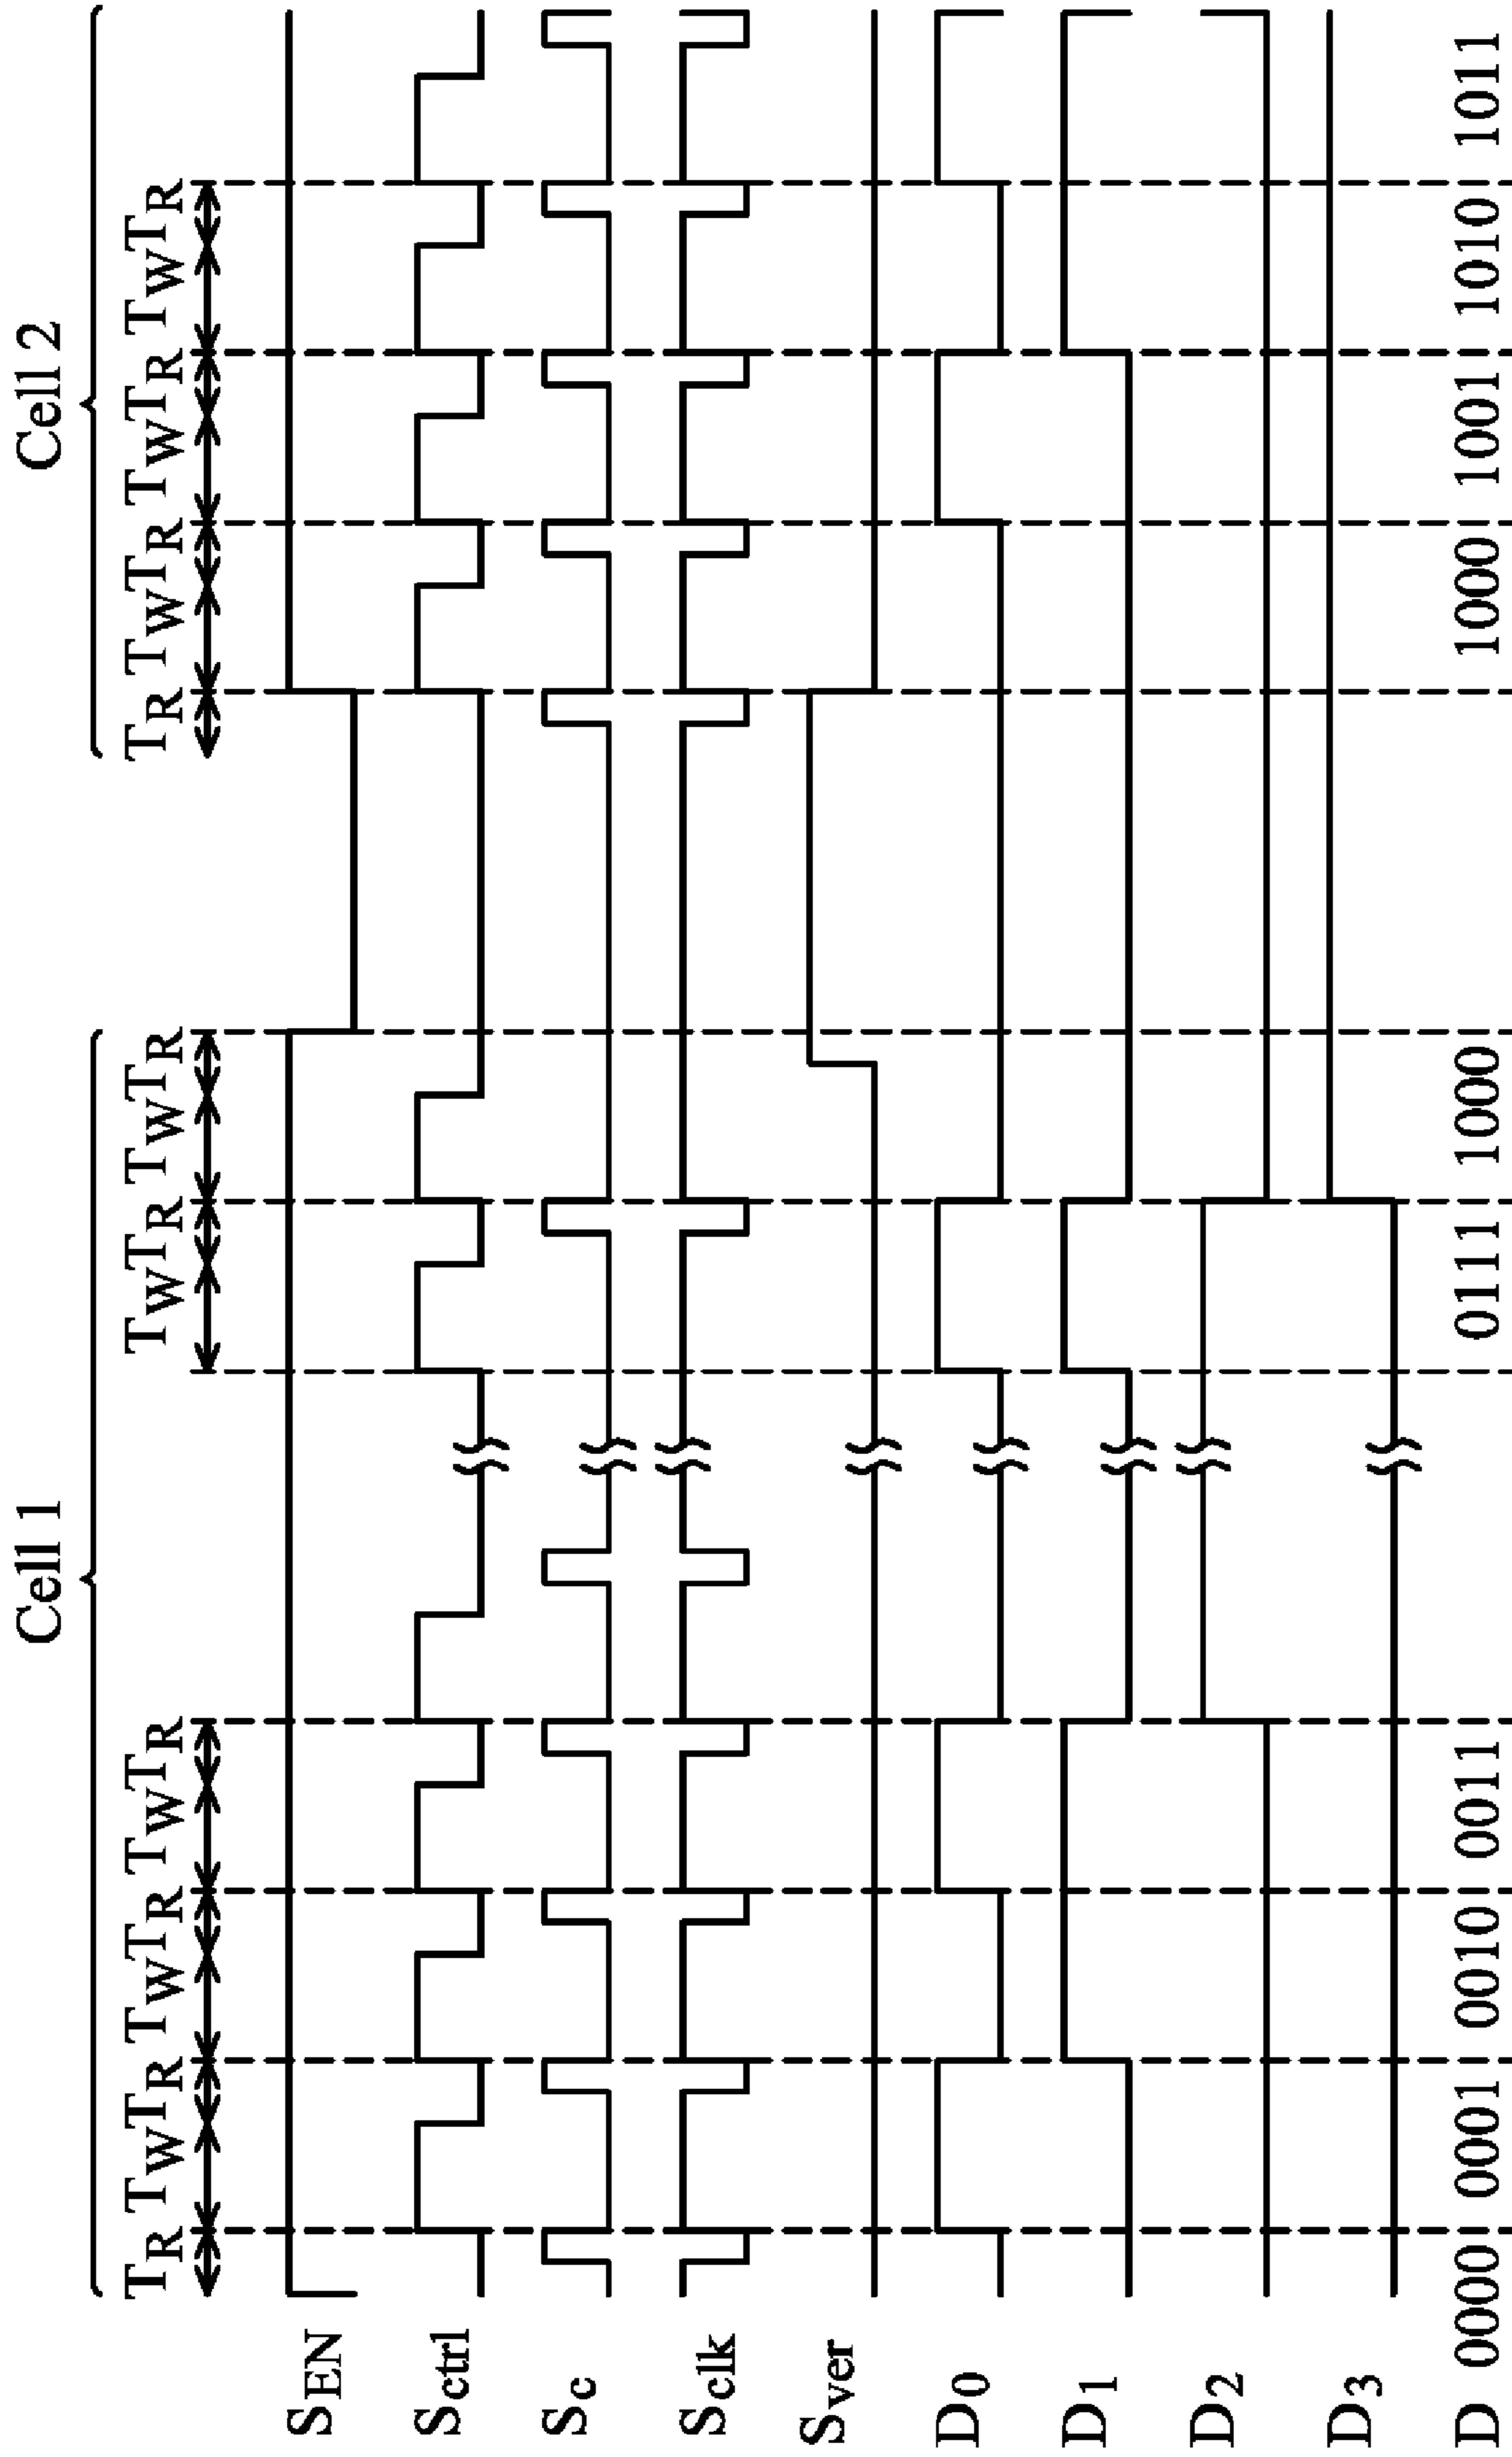 Cell 1 Cell 2
TR TW TR TW TR TW TR TW TR TW TR TR TW TR TW TR TW TR
SEN
Sctrl
Sc
Sclk
Sver
D0
D1
D2
D3
D 0000 0001 0010 0011 0111 1000 1000 1001 1010 1011